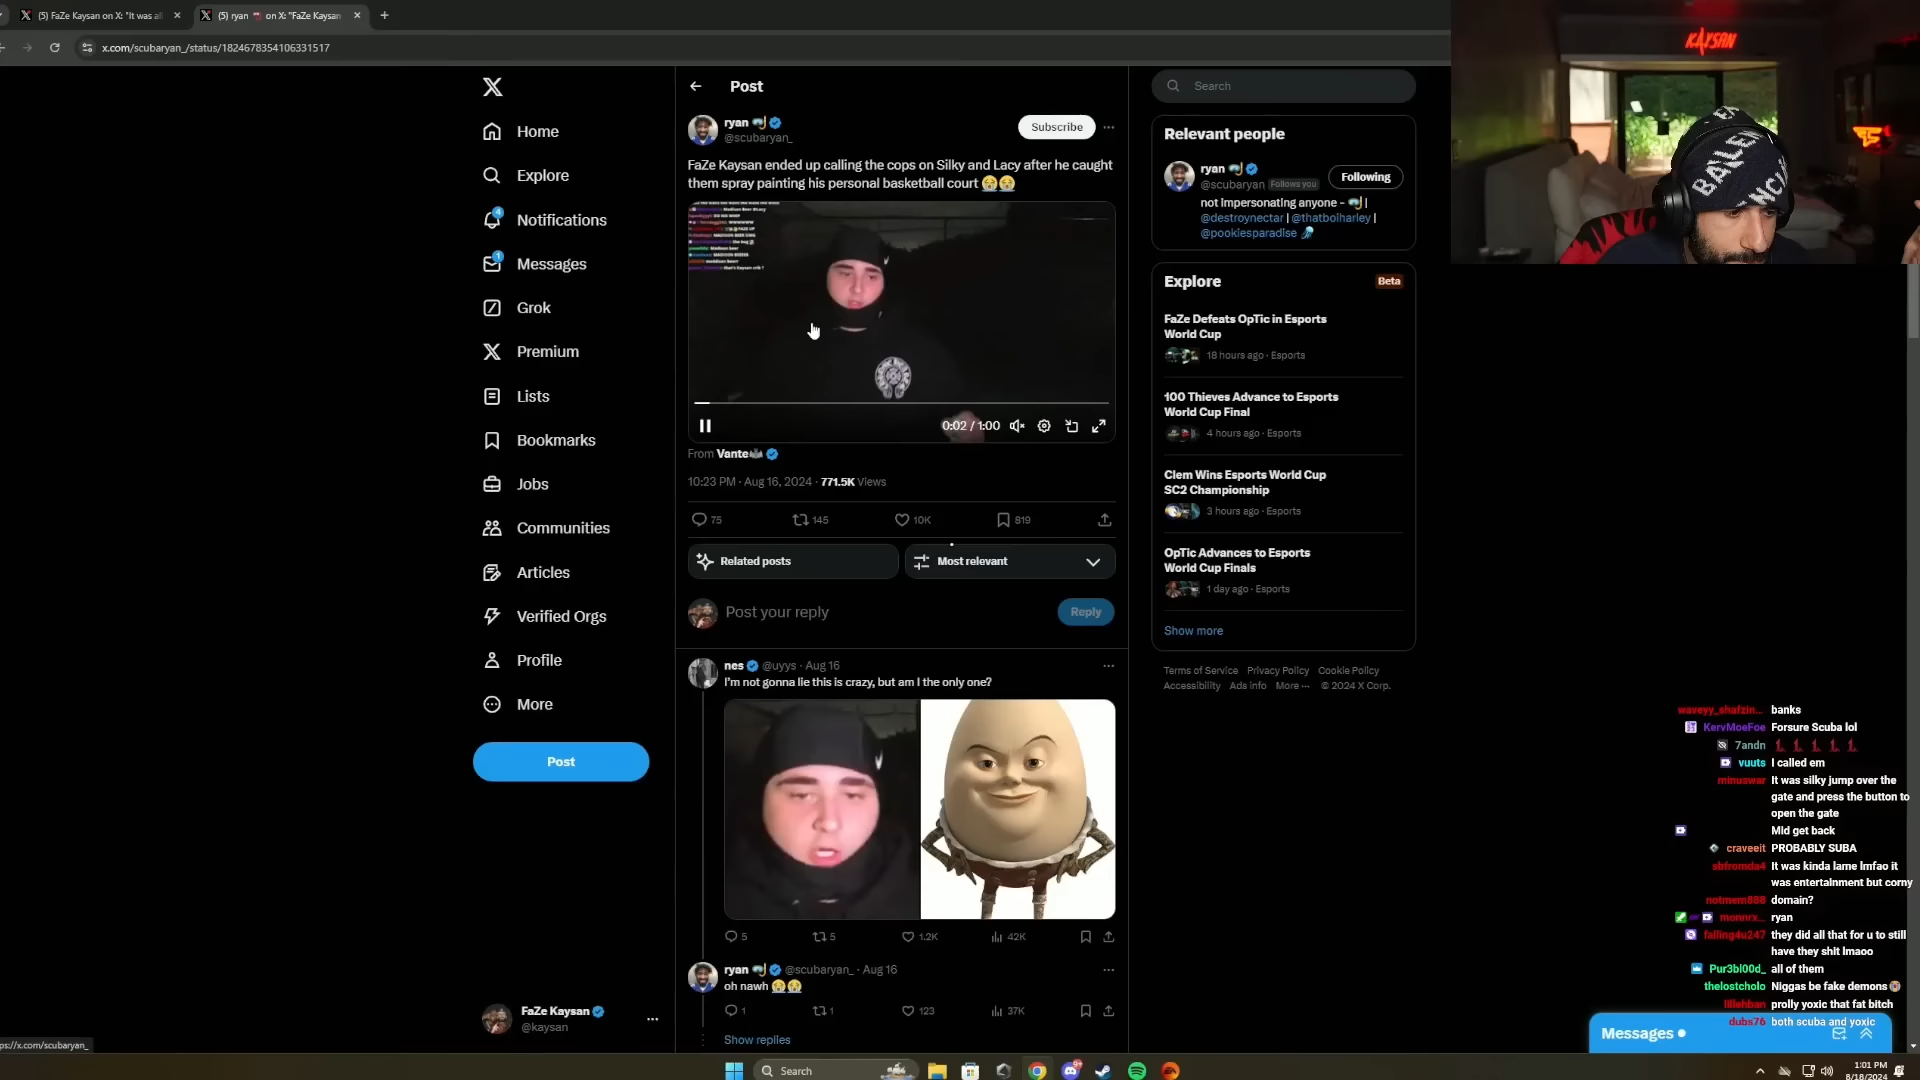 (5) FaZe Kaysan on X: "It was al
(5) ryan on X: "FaZe Kaysan
x.com/scubaryan_/status/1824678354106331517
KAYSAN
BALENCI
Home
Explore
4
Notifications
1
Messages
Grok
Premium
Lists
Bookmarks
Jobs
Communities
Articles
Verified Orgs
Profile
More
Post
FaZe Kaysan
@kaysan
ps://x.com/scubaryan_
Post
ryan
@scubaryan_
Subscribe
FaZe Kaysan ended up calling the cops on Silky and Lacy after he caught
them spray painting his personal basketball court 😭😭
0:02 / 1:00
From Vante
10:23 PM · Aug 16, 2024 · 771.5K Views
75
145
10K
819
Related posts
Most relevant
Post your reply
Reply
nes @uyys · Aug 16
I'm not gonna lie this is crazy, but am I the only one?
5
5
1.2K
42K
ryan @scubaryan_ · Aug 16
oh nawh 😭😭
1
1
123
37K
Show replies
Search
Relevant people
ryan
@scubaryan Follows you
Following
not impersonating anyone - |
@destroynectar | @thatboiharley |
@pookiesparadise
Explore
Beta
FaZe Defeats OpTic in Esports
World Cup
18 hours ago · Esports
100 Thieves Advance to Esports
World Cup Final
4 hours ago · Esports
Clem Wins Esports World Cup
SC2 Championship
3 hours ago · Esports
OpTic Advances to Esports
World Cup Finals
1 day ago · Esports
Show more
Terms of Service Privacy Policy Cookie Policy
Accessibility Ads info More ··· © 2024 X Corp.
waveyy_shafzin... banks
KervMoeFoe Forsure Scuba lol
7andn
vuuts I called em
minuswar It was silky jump over the
gate and press the button to
open the gate
Mid get back
craveeit PROBABLY SUBA
sbfromda4 It was kinda lame lmfao it
was entertainment but corny
notmem888 domain?
monnrx... ryan
falling4u247 they did all that for u to still
have they shit lmaoo
Pur3bl00d_ all of them
thelostcholo Niggas be fake demons
lillehban prolly yoxic that fat bitch
dubs76 both scuba and yoxic
Messages
Search
1:01 PM
8/18/2024